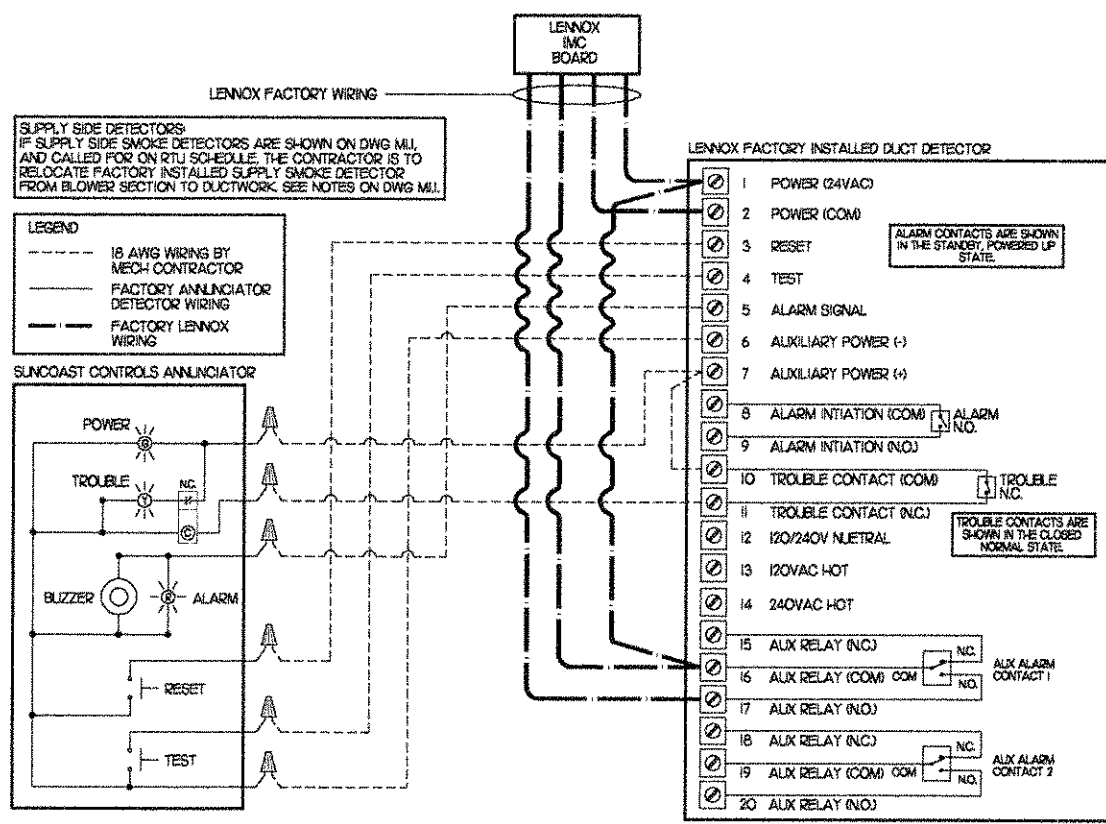 LENNOX
IMC
BOARD
LENNOX FACTORY WIRING
SUPPLY SIDE DETECTORS:
IF SUPPLY SIDE SMOKE DETECTORS ARE SHOWN ON DWG M1.1,
AND CALLED FOR ON RTU SCHEDULE, THE CONTRACTOR IS TO
RELOCATE FACTORY INSTALLED SUPPLY SMOKE DETECTOR
FROM BLOWER SECTION TO DUCTWORK. SEE NOTES ON DWG M1.1.
LEGEND
18 AWG WIRING BY
MECH CONTRACTOR
FACTORY ANNUNCIATOR
DETECTOR WIRING
FACTORY LENNOX
WIRING
SUNCOAST CONTROLS ANNUNCIATOR
POWER
G
TROUBLE
Y
N.C.
C
BUZZER
R
ALARM
RESET
TEST
LENNOX FACTORY INSTALLED DUCT DETECTOR
1 POWER (24VAC)
2 POWER (COM)
ALARM CONTACTS ARE SHOWN
IN THE STANDBY, POWERED UP
STATE.
3 RESET
4 TEST
5 ALARM SIGNAL
6 AUXILIARY POWER (-)
7 AUXILIARY POWER (+)
8 ALARM INTIATION (COM)
ALARM
N.O.
9 ALARM INTIATION (N.O.)
10 TROUBLE CONTACT (COM)
TROUBLE
N.C.
11 TROUBLE CONTACT (N.C.)
TROUBLE CONTACTS ARE
SHOWN IN THE CLOSED
NORMAL STATE.
12 120/240V NUETRAL
13 120VAC HOT
14 240VAC HOT
15 AUX RELAY (N.C.)
N.C.
16 AUX RELAY (COM) COM
AUX ALARM
CONTACT 1
N.O.
17 AUX RELAY (N.O.)
18 AUX RELAY (N.C.)
N.C.
19 AUX RELAY (COM) COM
AUX ALARM
CONTACT 2
N.O.
20 AUX RELAY (N.O.)